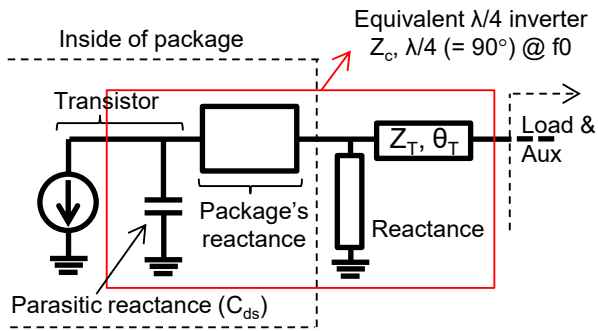 Equivalent λ/4 inverter
Z_c, λ/4 (= 90°) @ f0
Inside of package
Transistor
Load &
Aux
Z_T, θ_T
Package's
reactance
Reactance
Parasitic reactance (C_ds)